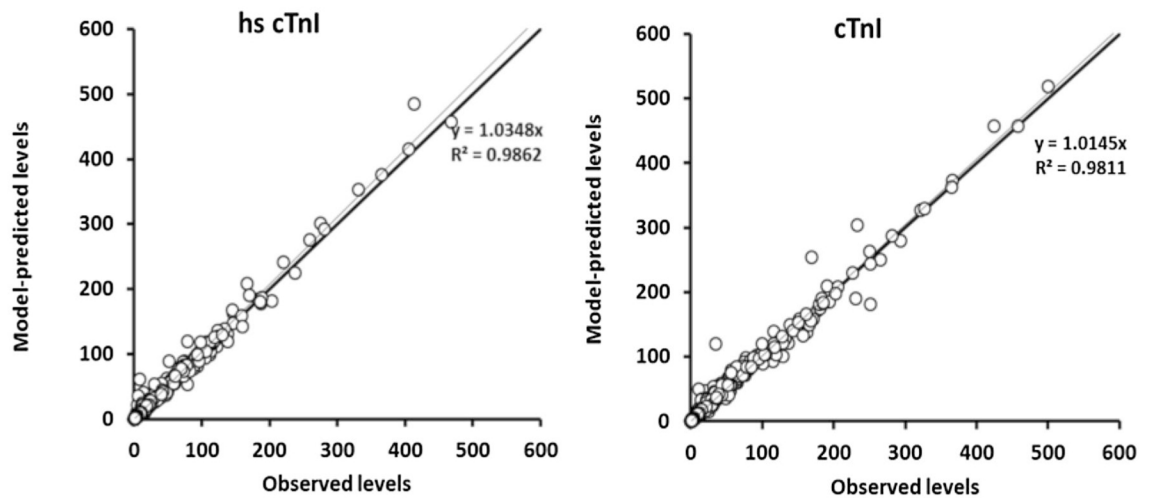 hs cTnI
600
500
400
300
200
100
0
Model-predicted levels
y = 1.0348x
R² = 0.9862
0 100 200 300 400 500 600
Observed levels
cTnI
600
500
400
300
200
100
0
Model-predicted levels
y = 1.0145x
R² = 0.9811
0 100 200 300 400 500 600
Observed levels